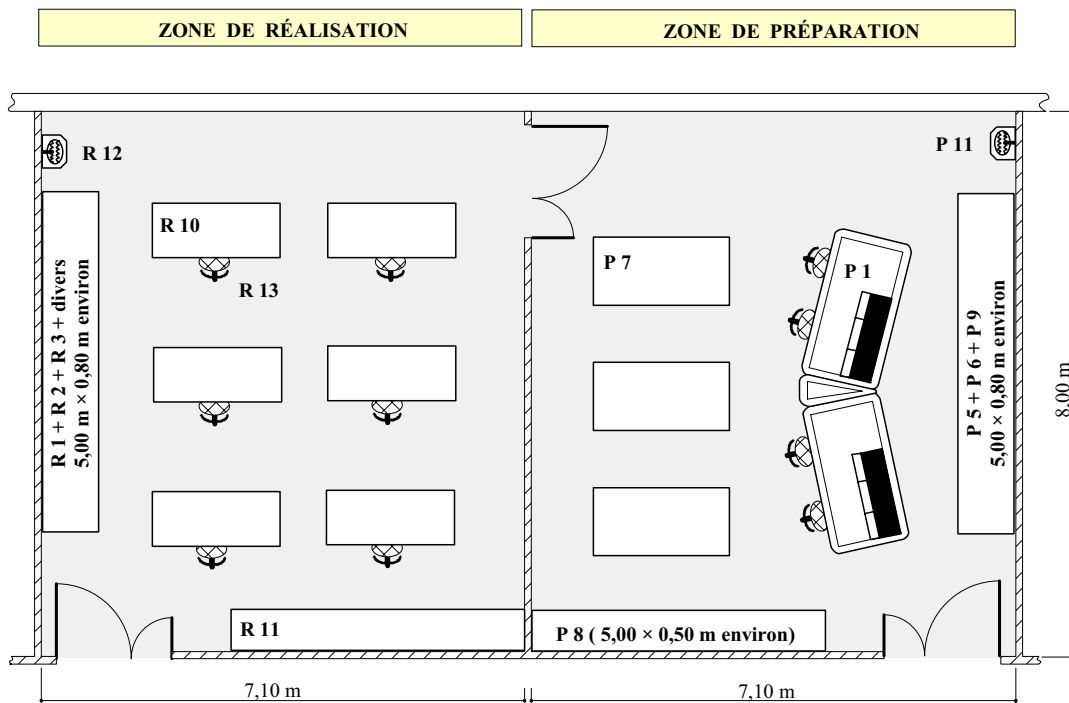 ZONE DE RÉALISATION
ZONE DE PRÉPARATION
R 12
P 11
R 10
R 13
P 7
P 1
R 1 + R 2 + R 3 + divers
5,00 m × 0,80 m environ
P 5 + P 6 + P 9
5,00 × 0,80 m environ
8,00 m
R 11
P 8 ( 5,00 × 0,50 m environ)
7,10 m
7,10 m